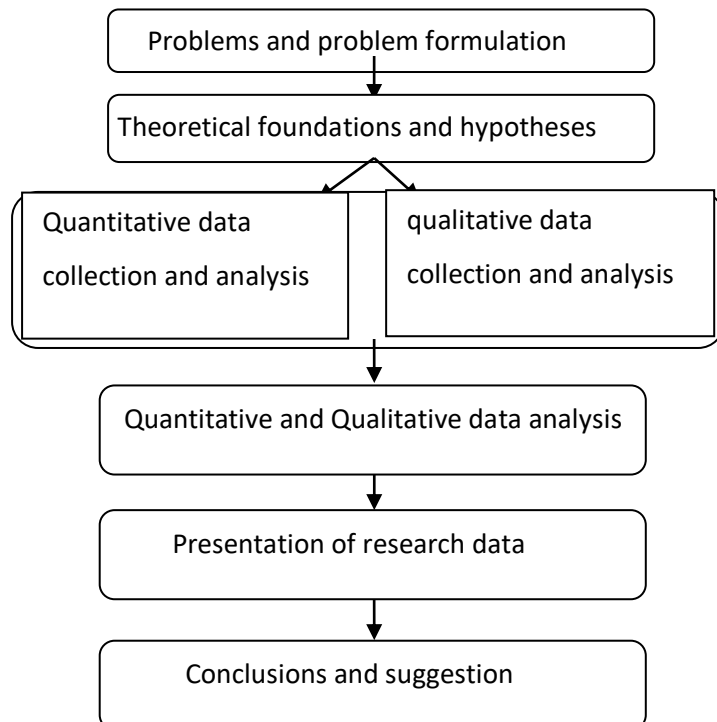 Problems and problem formulation
Theoretical foundations and hypotheses
Quantitative data
collection and analysis
qualitative data
collection and analysis
Quantitative and Qualitative data analysis
Presentation of research data
Conclusions and suggestion